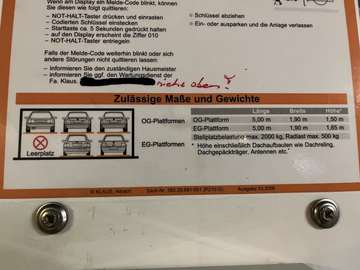 Wenn am Display ein Melde-Code blinkt, können
Sie diesen wie folgt quittieren:
– NOT-HALT-Taster drücken und einrasten
– Codierten Schlüssel einstecken
– Starttaste ca. 5 Sekunden gedrückt halten
– auf dem Display erscheint die Ziffer 010
– NOT-HALT-Taster entriegeln
Schlüssel abziehen
Ein- oder ausparken und die Anlage verlassen
Falls der Melde-Code weiterhin blinkt oder sich
andere Störungen nicht quittieren lassen
– informieren Sie den zuständigen Hausmeister
– informieren Sie ggf. den Wartungsdienst der
Fa. Klaus. siehe oben!
Zulässige Maße und Gewichte
Länge Breite Höhe*
OG-Plattformen OG-Plattform 5,00 m 1,90 m 1,50 m
EG-Plattform 5,00 m 1,90 m 1,65 m
Stellplatzbelastung max. 2000 kg, Radlast max. 500 kg
Leerplatz EG-Plattformen
* Höhe einschließlich Dachaufbauten wie Dachreling,
Dachgepäckträger, Antennen etc.
© KLAUS, Aitrach